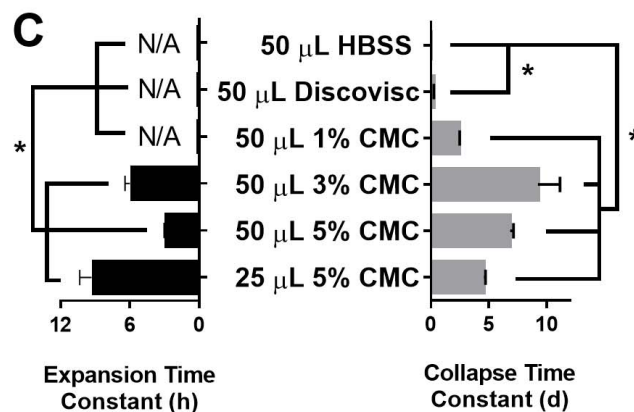 C
N/A 50 μL HBSS
* N/A 50 μL Discovisc *
N/A 50 μL 1% CMC *
50 μL 3% CMC
50 μL 5% CMC
25 μL 5% CMC
12 6 0 0 5 10
Expansion Time
Constant (h)
Collapse Time
Constant (d)